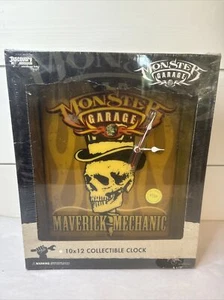 MONSTER
GARAGE
MONSTER
GARAGE
MAVERICK MECHANIC
10x12 COLLECTIBLE CLOCK